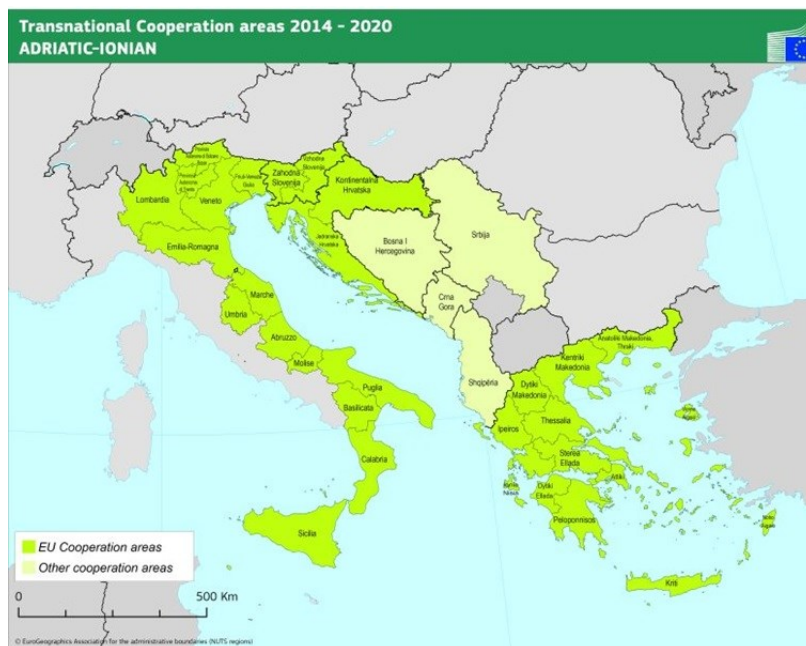 Transnational Cooperation areas 2014 - 2020
ADRIATIC-IONIAN
Vzhodna
Slovenija
Zahodna
Slovenija
Kontinentalna
Hrvatska
Lombardia
Veneto
Friuli-Venezia
Giulia
Emilia-Romagna
Jadranska
Hrvatska
Bosna I
Hercegovina
Srbija
Marche
Umbria
Crna
Gora
Abruzzo
Molise
Shqipëria
Puglia
Basilicata
Calabria
Sicilia
Anatoliki Makedonia,
Thraki
Kentriki
Makedonia
Dytiki
Makedonia
Ipeiros
Thessalia
Sterea
Ellada
Attiki
Dytiki
Ellada
Peloponnisos
Kriti
EU Cooperation areas
Other cooperation areas
0
500 Km
© EuroGeographics Association for the administrative boundaries (NUTS regions)